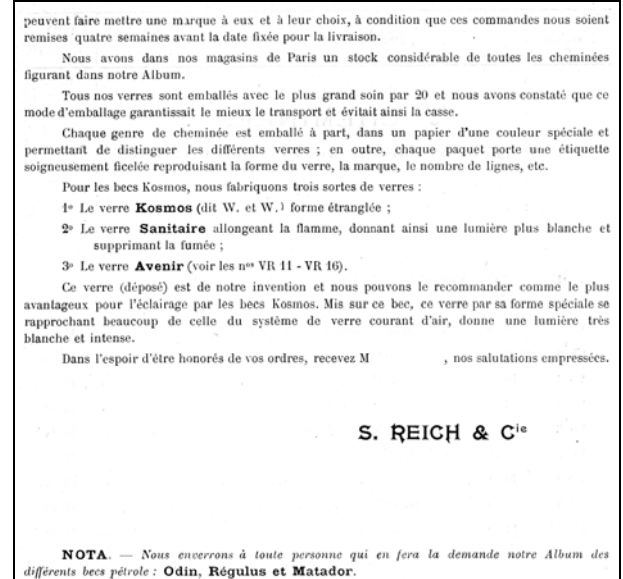 peuvent faire mettre une marque à eux et à leur choix, à condition que ces commandes nous soient
remises quatre semaines avant la date fixée pour la livraison.
Nous avons dans nos magasins de Paris un stock considérable de toutes les cheminées
figurant dans notre Album.
Tous nos verres sont emballés avec le plus grand soin par 20 et nous avons constaté que ce
mode d'emballage garantissait le mieux le transport et évitait ainsi la casse.
Chaque genre de cheminée est emballé à part, dans un papier d'une couleur spéciale et
permettant de distinguer les différents verres ; en outre, chaque paquet porte une étiquette
soigneusement ficelée reproduisant la forme du verre, la marque, le nombre de lignes, etc.
Pour les becs Kosmos, nous fabriquons trois sortes de verres :
1º Le verre Kosmos (dit W. et W.) forme étranglée ;
2º Le verre Sanitaire allongeant la flamme, donnant ainsi une lumière plus blanche et
supprimant la fumée ;
3º Le verre Avenir (voir les nos VR 11 - VR 16).
Ce verre (déposé) est de notre invention et nous pouvons le recommander comme le plus
avantageux pour l'éclairage par les becs Kosmos. Mis sur ce bec, ce verre par sa forme spéciale se
rapprochant beaucoup de celle du système de verre courant d'air, donne une lumière très
blanche et intense.
Dans l'espoir d'être honorés de vos ordres, recevez M , nos salutations empressées.
S. REICH & Cie
NOTA. — Nous enverrons à toute personne qui en fera la demande notre Album des
différents becs pétrole : Odin, Régulus et Matador.